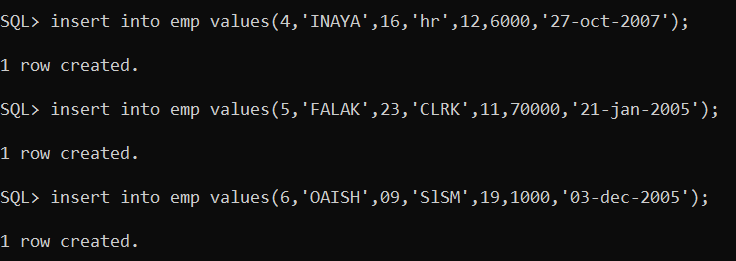 SQL> insert into emp values(4,'INAYA',16,'hr',12,6000,'27-oct-2007');
1 row created.
SQL> insert into emp values(5,'FALAK',23,'CLRK',11,70000,'21-jan-2005');
1 row created.
SQL> insert into emp values(6,'OAISH',09,'SlSM',19,1000,'03-dec-2005');
1 row created.